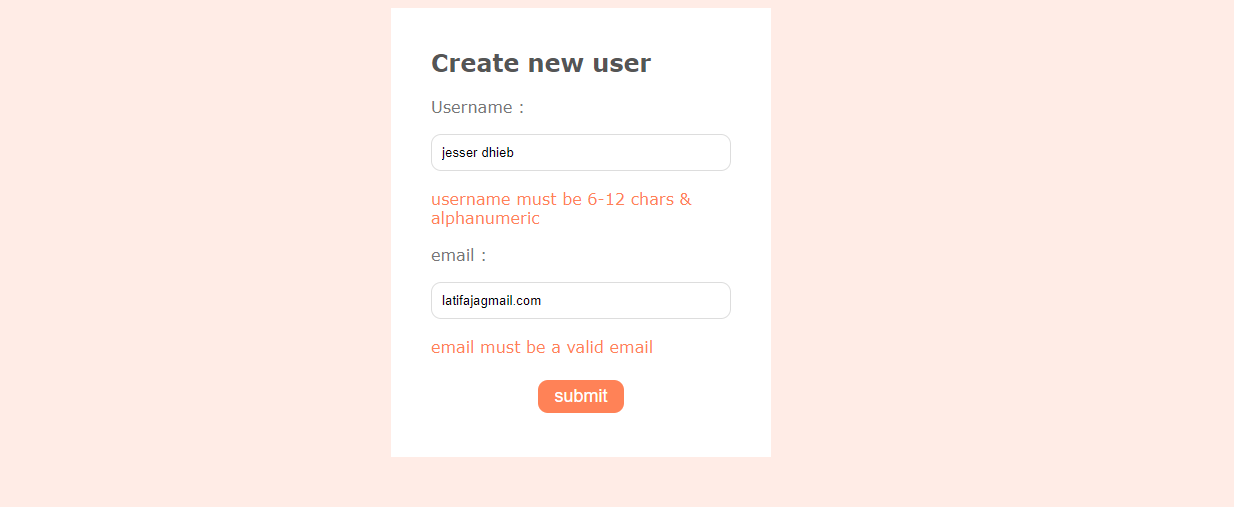 Create new user
Username :
jesser dhieb
username must be 6-12 chars &
alphanumeric
email :
latifajagmail.com
email must be a valid email
submit